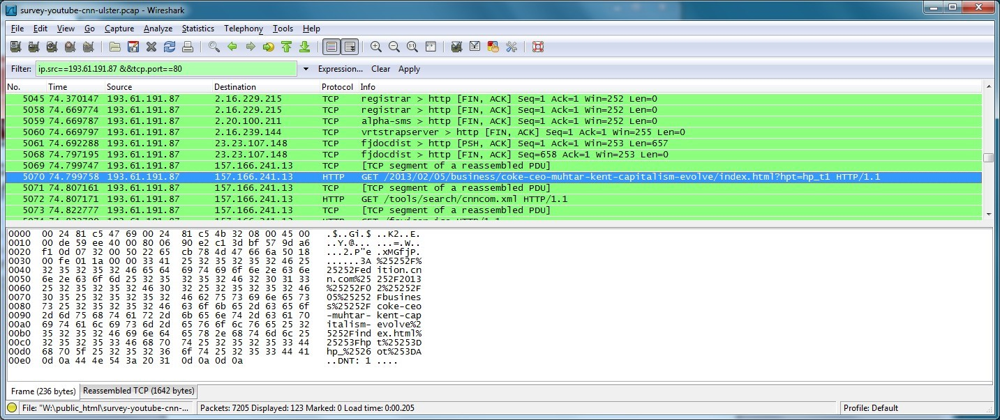 survey-youtube-cnn-ulster.pcap - Wireshark
File Edit View Go Capture Analyze Statistics Telephony Tools Help
Filter: ip.src==193.61.191.87 &&tcp.port==80 Expression... Clear Apply
No. Time Source Destination Protocol Info
5045 74.370147 193.61.191.87 2.16.229.215 TCP registrar > http [FIN, ACK] Seq=1 Ack=1 Win=252 Len=0
5058 74.669774 193.61.191.87 2.16.229.215 TCP registrar > http [FIN, ACK] Seq=1 Ack=1 Win=252 Len=0
5059 74.669787 193.61.191.87 2.20.100.211 TCP alpha-sms > http [FIN, ACK] Seq=1 Ack=1 Win=252 Len=0
5060 74.669797 193.61.191.87 2.16.239.144 TCP vrtstrapserver > http [FIN, ACK] Seq=1 Ack=1 Win=255 Len=0
5061 74.692288 193.61.191.87 23.23.107.148 TCP fjdocdist > http [PSH, ACK] Seq=1 Ack=1 Win=253 Len=657
5068 74.797195 193.61.191.87 23.23.107.148 TCP fjdocdist > http [FIN, ACK] Seq=658 Ack=1 Win=253 Len=0
5069 74.799747 193.61.191.87 157.166.241.13 TCP [TCP segment of a reassembled PDU]
5070 74.799758 193.61.191.87 157.166.241.13 HTTP GET /2013/02/05/business/coke-ceo-muhtar-kent-capitalism-evolve/index.html?hpt=hp_t1 HTTP/1.1
5071 74.807161 193.61.191.87 157.166.241.13 TCP [TCP segment of a reassembled PDU]
5072 74.807171 193.61.191.87 157.166.241.13 HTTP GET /tools/search/cnncom.xml HTTP/1.1
5073 74.822777 193.61.191.87 157.166.241.13 TCP [TCP segment of a reassembled PDU]
0000 00 24 81 c5 47 69 00 24 81 c5 4b 32 08 00 45 00 .$..Gi.$ ..K2..E.
0010 00 de 59 ee 40 00 80 06 90 e2 c1 3d bf 57 9d a6 ..Y.@... ...=.W..
0020 f1 0d 07 32 00 50 22 65 cb 78 4d 47 66 6a 50 18 ...2.P"e .xMGfjP.
0030 00 fe 01 1a 00 00 33 41 25 32 35 32 35 32 46 25 ......3A %25252F%
0040 32 35 32 35 32 46 65 64 69 74 69 6f 6e 2e 63 6e 25252Fed ition.cn
0050 6e 2e 63 6f 6d 25 32 35 32 35 32 46 32 30 31 33 n.com%25 252F2013
0060 25 32 35 32 35 32 46 30 32 25 32 35 32 35 32 46 %25252F0 2%25252F
0070 30 35 25 32 35 32 35 32 46 62 75 73 69 6e 65 73 05%25252 Fbusines
0080 73 25 32 35 32 35 32 46 63 6f 6b 65 2d 63 65 6f s%25252F coke-ceo
0090 2d 6d 75 68 74 61 72 2d 6b 65 6e 74 2d 63 61 70 -muhtar- kent-cap
00a0 69 74 61 6c 69 73 6d 2d 65 76 6f 6c 76 65 25 32 italism- evolve%2
00b0 35 32 35 32 46 69 6e 64 65 78 2e 68 74 6d 6c 25 5252Find ex.html%
00c0 32 35 32 35 33 46 68 70 74 25 32 35 32 35 33 44 25253Fhp t%25253D
00d0 68 70 5f 25 32 35 32 36 6f 74 25 32 35 33 44 41 hp_%2526 ot%253DA
00e0 0d 0a 44 4e 54 3a 20 31 0d 0a 0d 0a ..DNT: 1 ....
Frame (236 bytes) Reassembled TCP (1642 bytes)
File: "W:\public_html\survey-youtube-cnn-... Packets: 7205 Displayed: 123 Marked: 0 Load time: 0:00.205 Profile: Default